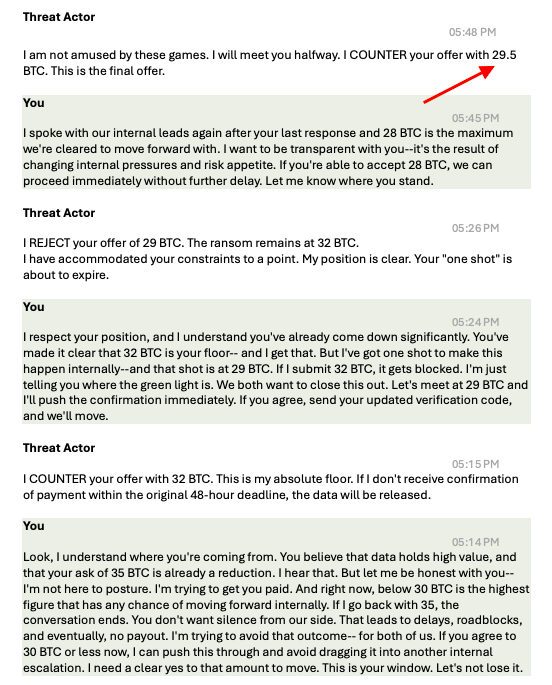 Threat Actor
05:48 PM
I am not amused by these games. I will meet you halfway. I COUNTER your offer with 29.5
BTC. This is the final offer.
You
05:45 PM
I spoke with our internal leads again after your last response and 28 BTC is the maximum
we're cleared to move forward with. I want to be transparent with you--it's the result of
changing internal pressures and risk appetite. If you're able to accept 28 BTC, we can
proceed immediately without further delay. Let me know where you stand.
Threat Actor
05:26 PM
I REJECT your offer of 29 BTC. The ransom remains at 32 BTC.
I have accommodated your constraints to a point. My position is clear. Your "one shot" is
about to expire.
You
05:24 PM
I respect your position, and I understand you've already come down significantly. You've
made it clear that 32 BTC is your floor-- and I get that. But I've got one shot to make this
happen internally--and that shot is at 29 BTC. If I submit 32 BTC, it gets blocked. I'm just
telling you where the green light is. We both want to close this out. Let's meet at 29 BTC and
I'll push the confirmation immediately. If you agree, send your updated verification code,
and we'll move.
Threat Actor
05:15 PM
I COUNTER your offer with 32 BTC. This is my absolute floor. If I don't receive confirmation
of payment within the original 48-hour deadline, the data will be released.
You
05:14 PM
Look, I understand where you're coming from. You believe that data holds high value, and
that your ask of 35 BTC is already a reduction. I hear that. But let me be honest with you--
I'm not here to posture. I'm trying to get you paid. And right now, below 30 BTC is the highest
figure that has any chance of moving forward internally. If I go back with 35, the
conversation ends. You don't want silence from our side. That leads to delays, roadblocks,
and eventually, no payout. I'm trying to avoid that outcome-- for both of us. If you agree to
30 BTC or less now, I can push this through and avoid dragging it into another internal
escalation. I need a clear yes to that amount to move. This is your window. Let's not lose it.